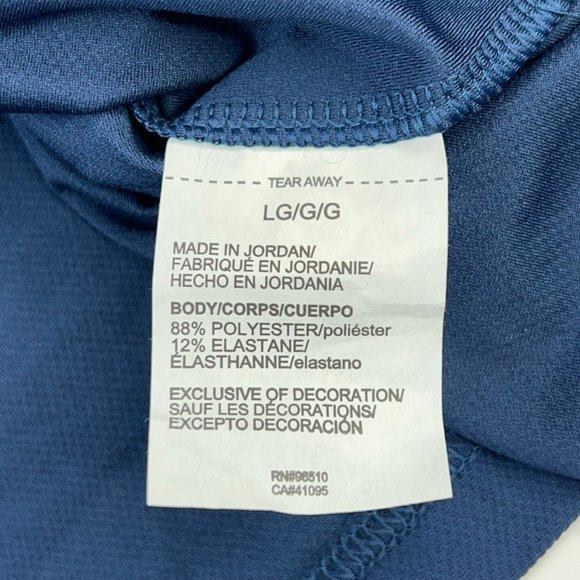 TEAR AWAY
LG/G/G
MADE IN JORDAN/
FABRIQUÉ EN JORDANIE/
HECHO EN JORDANIA
BODY/CORPS/CUERPO
88% POLYESTER/poliéster
12% ELASTANE/
ÉLASTHANNE/elastano
EXCLUSIVE OF DECORATION/
SAUF LES DÉCORATIONS/
EXCEPTO DECORACIÓN
RN#96510
CA#41095